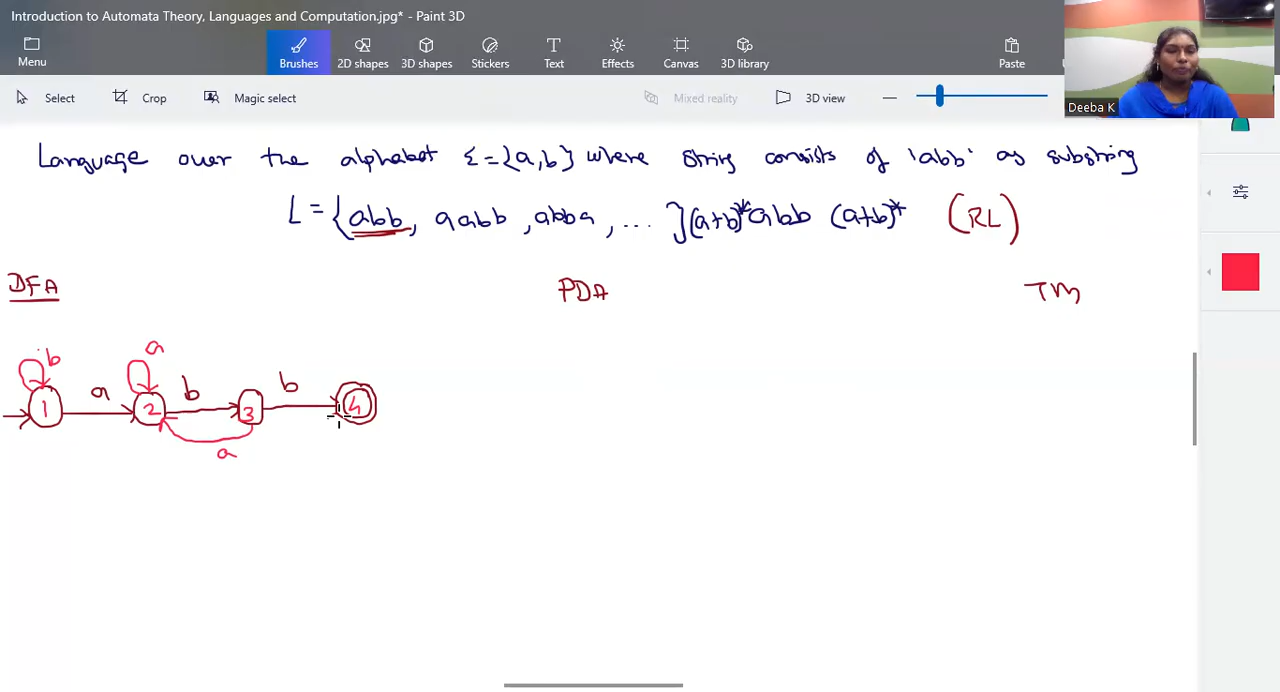 Introduction to Automata Theory, Languages and Computation.jpg* - Paint 3D
Menu
Brushes
2D shapes
3D shapes
Stickers
Text
Effects
Canvas
3D library
Paste
Deeba K
Select
Crop
Magic select
Mixed reality
3D view
Language over the alphabet Σ={a,b} where string consists of 'abb' as substring
L = {abb, aabb, abba, ... } (a+b)* abb (a+b)* (RL)
DFA
PDA
TM
b
a
a
b
b
1
2
3
4
a